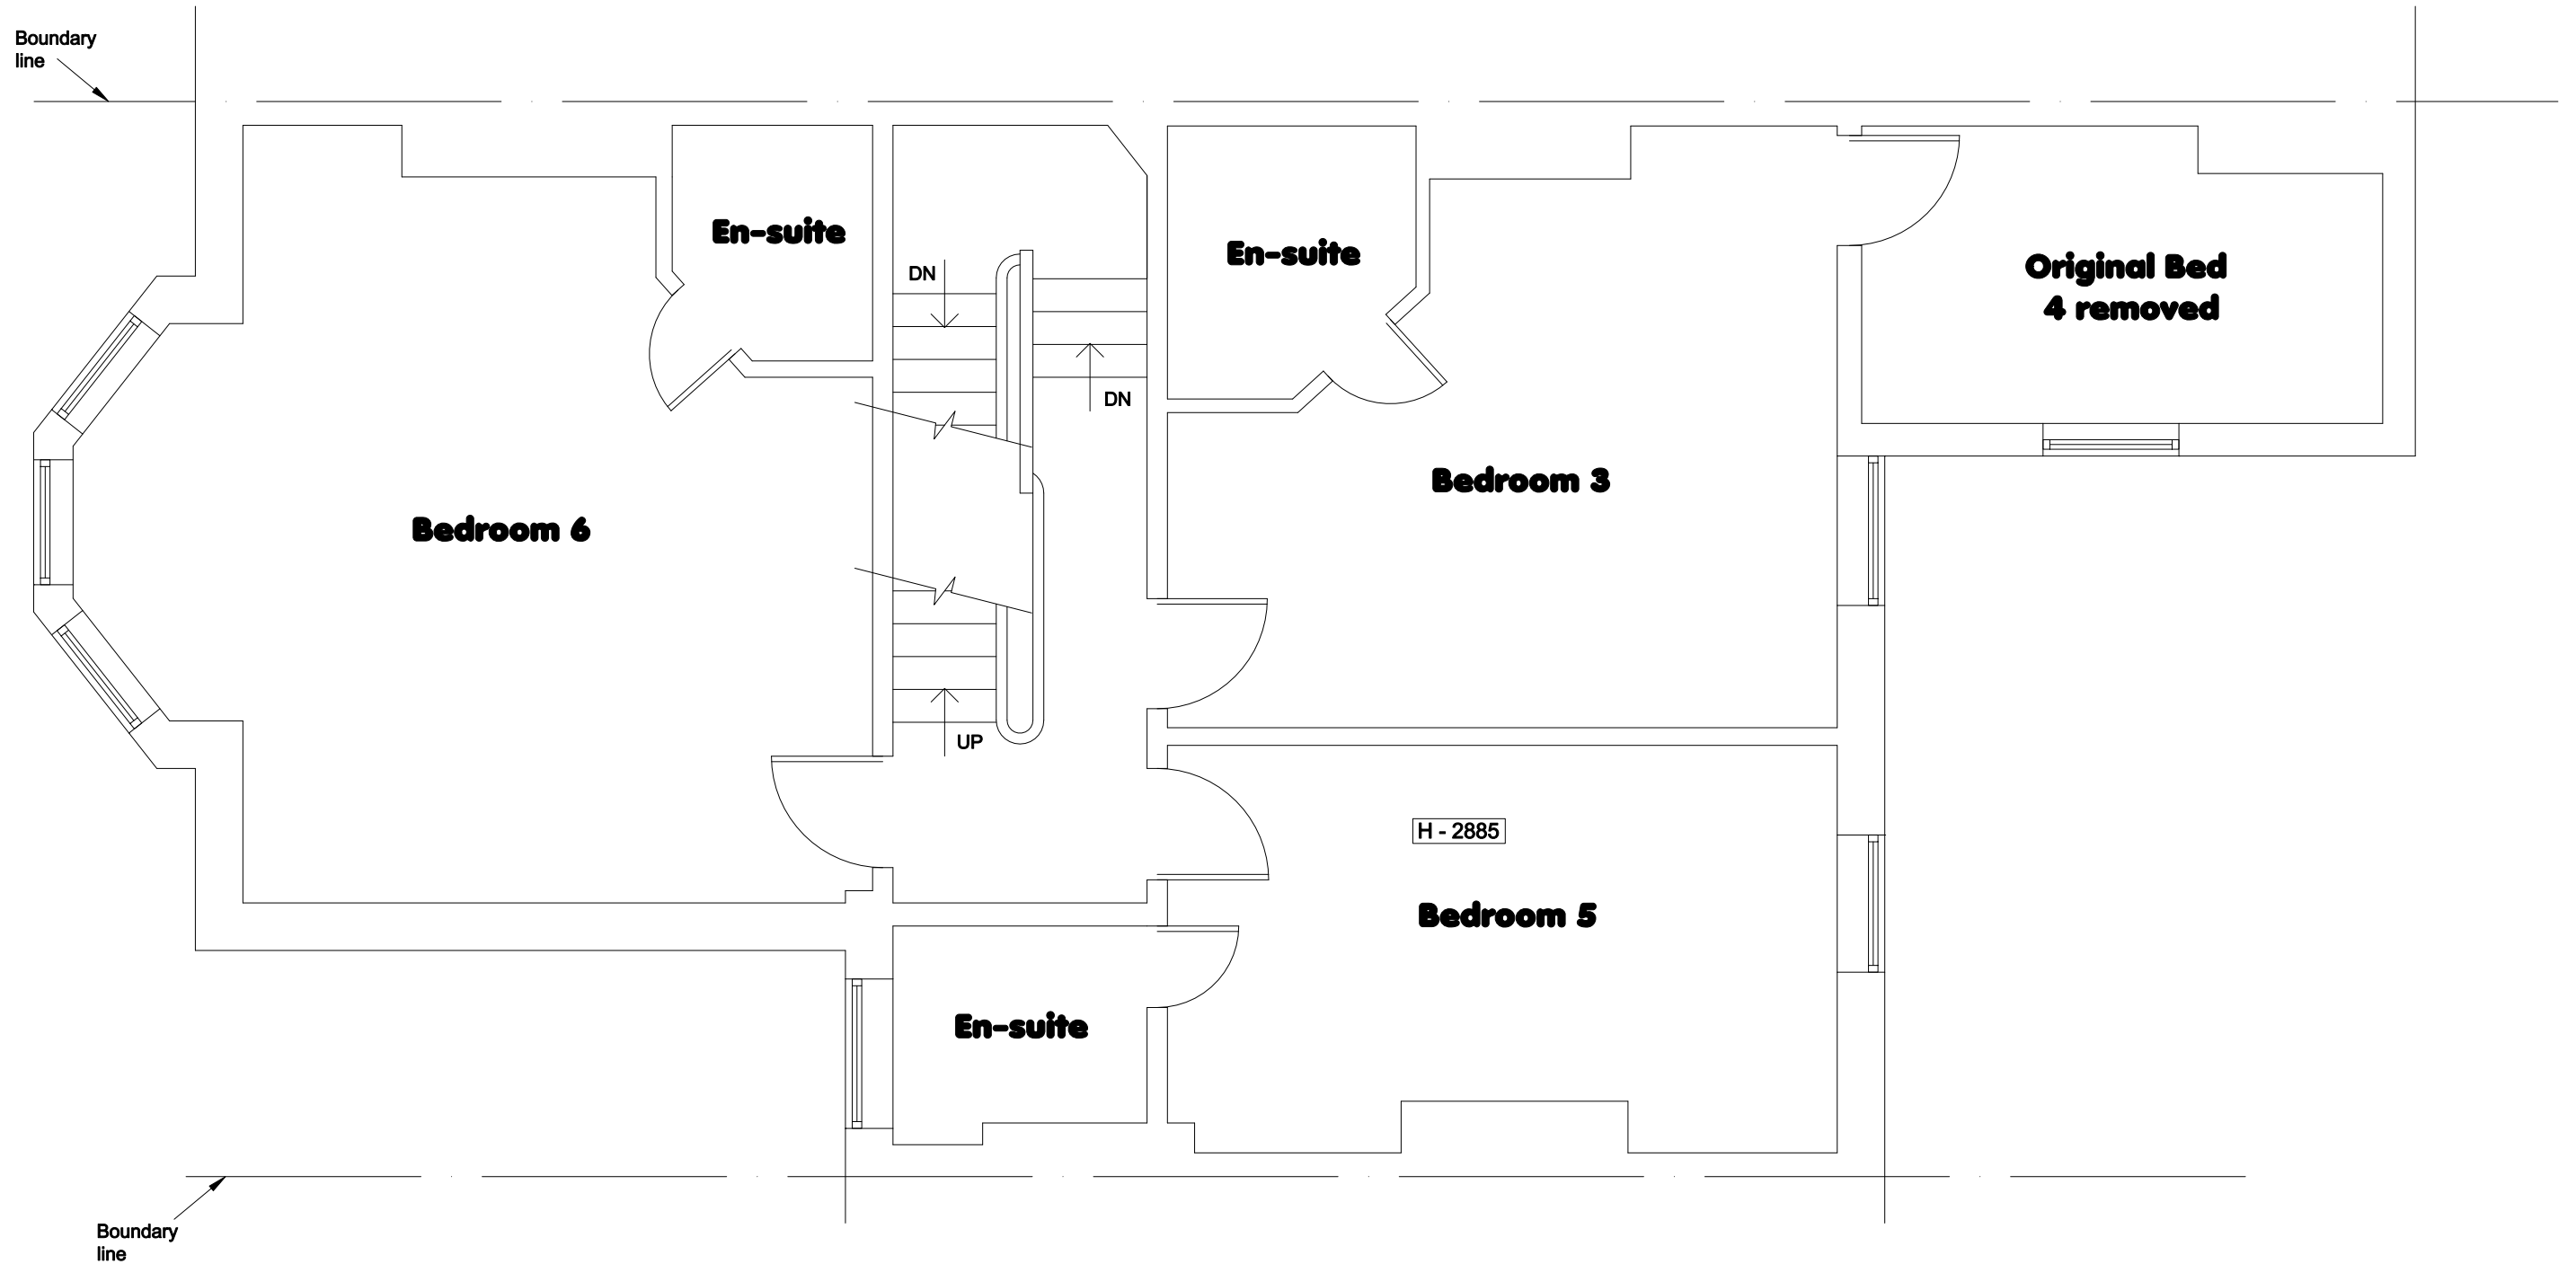 Boundary
line
En-suite
En-suite
DN
Original Bed
4 removed
DN
Bedroom 3
Bedroom 6
UP
H - 2885
Bedroom 5
En-suite
Boundary
line